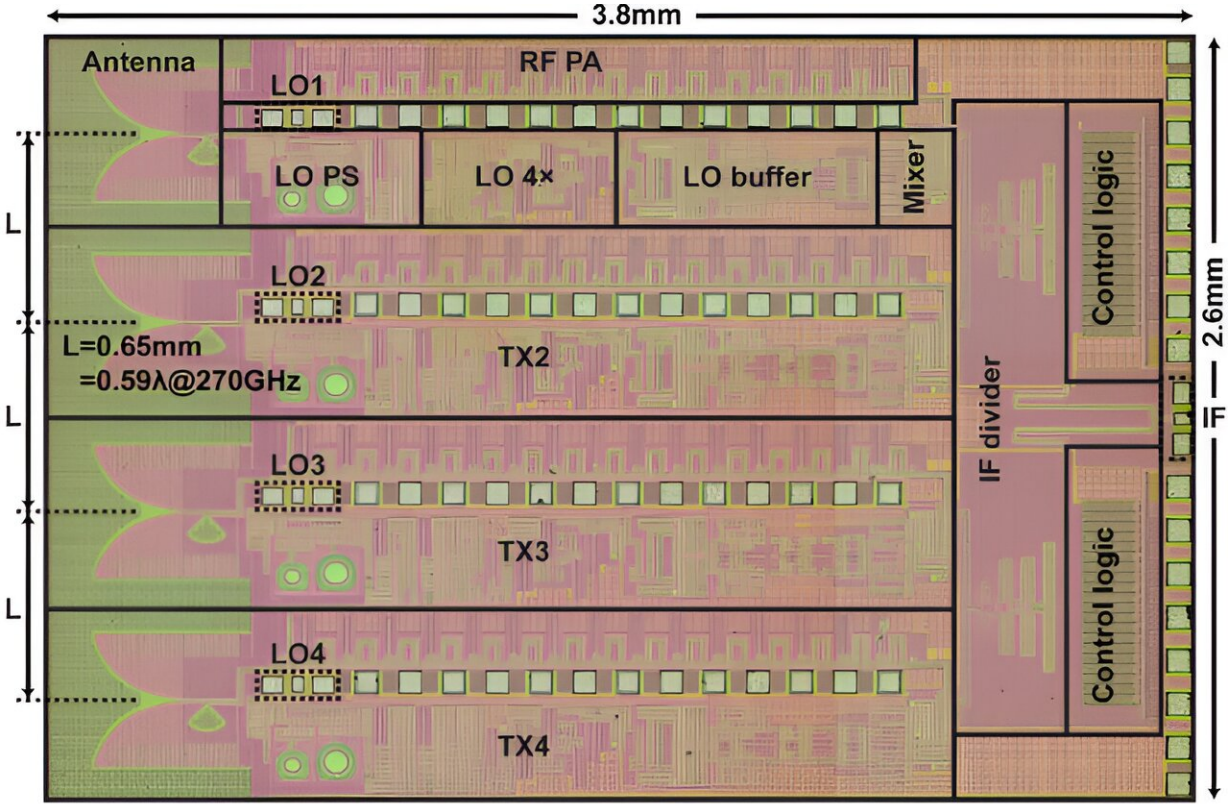 3.8mm
Antenna
RF PA
LO1
LO PS
LO 4×
LO buffer
Mixer
Control logic
L
LO2
L=0.65mm
=0.59λ@270GHz
TX2
2.6mm
IF
IF divider
L
LO3
TX3
Control logic
L
LO4
TX4